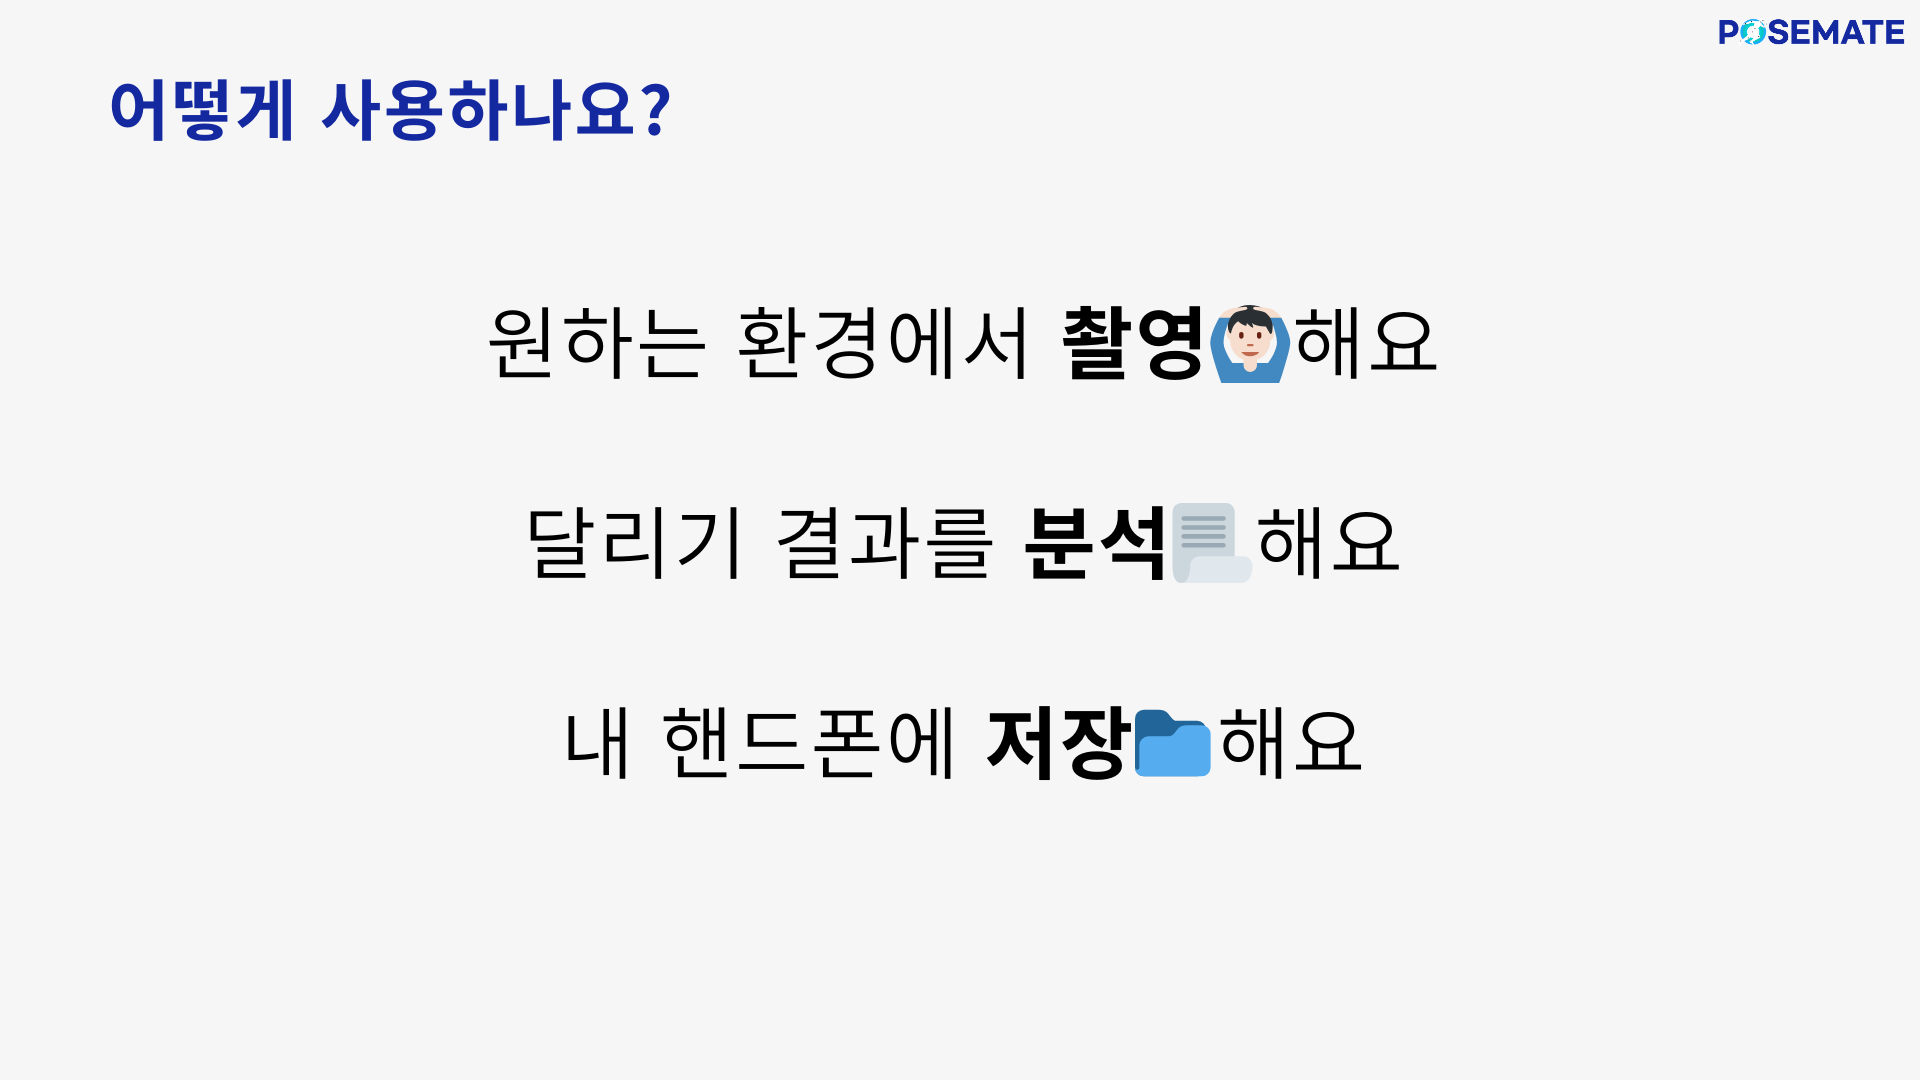 POSEMATE
어떻게 사용하나요?
원하는 환경에서 촬영🙆🏻‍♂️해요
달리기 결과를 분석📜해요
내 핸드폰에 저장📁해요